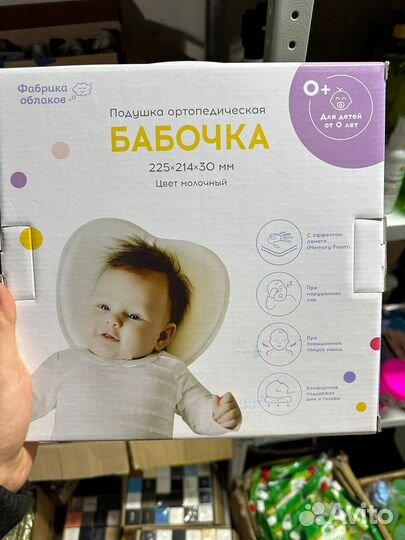 Фабрика
облаков
Подушка ортопедическая
БАБОЧКА
225×214×30 мм
Цвет молочный
0+
Для детей
от 0 лет
С эффектом
памяти
(Memory Foam)
При
нарушениях
сна
При
повышенном
тонусе мышц
Комфортная
поддержка
шеи и головы
Avito